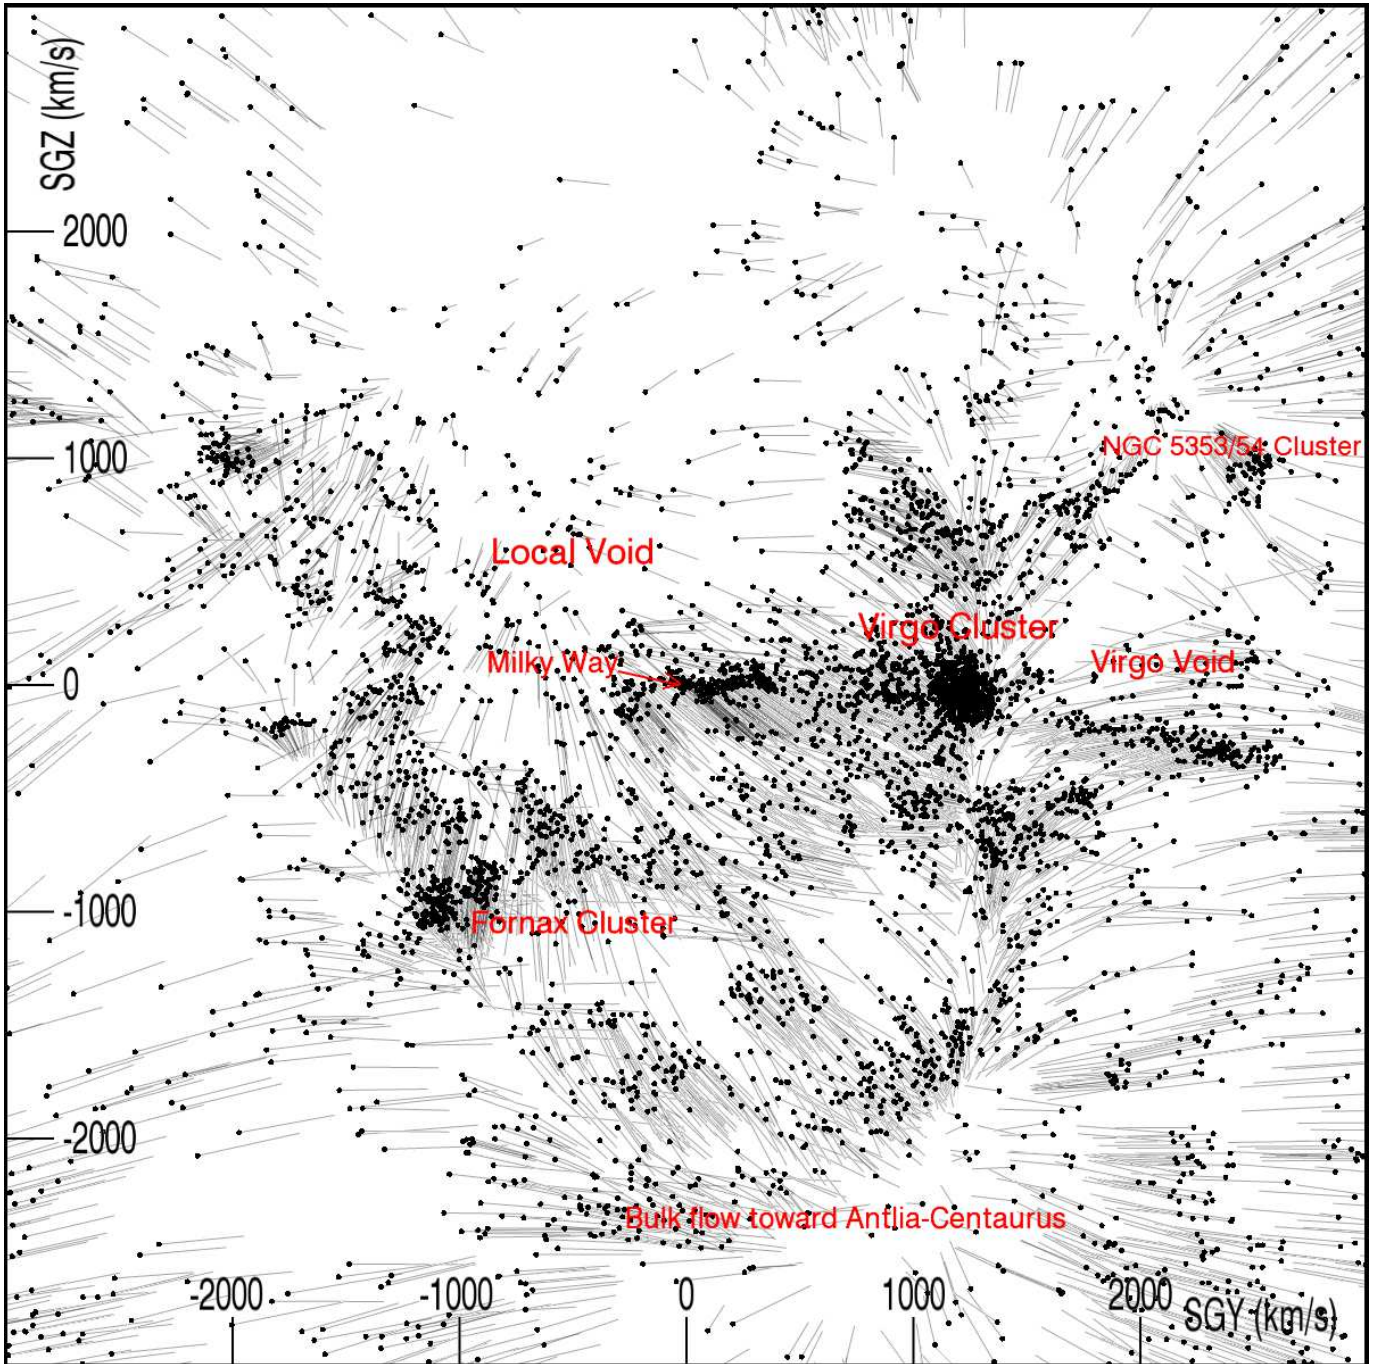 SGZ (km/s)
2000
1000
NGC 5353/54 Cluster
Local Void
Virgo Cluster
Milky Way
Virgo Void
0
-1000
Fornax Cluster
-2000
Bulk flow toward Antlia-Centaurus
-2000
-1000
0
1000
2000
SGY (km/s)